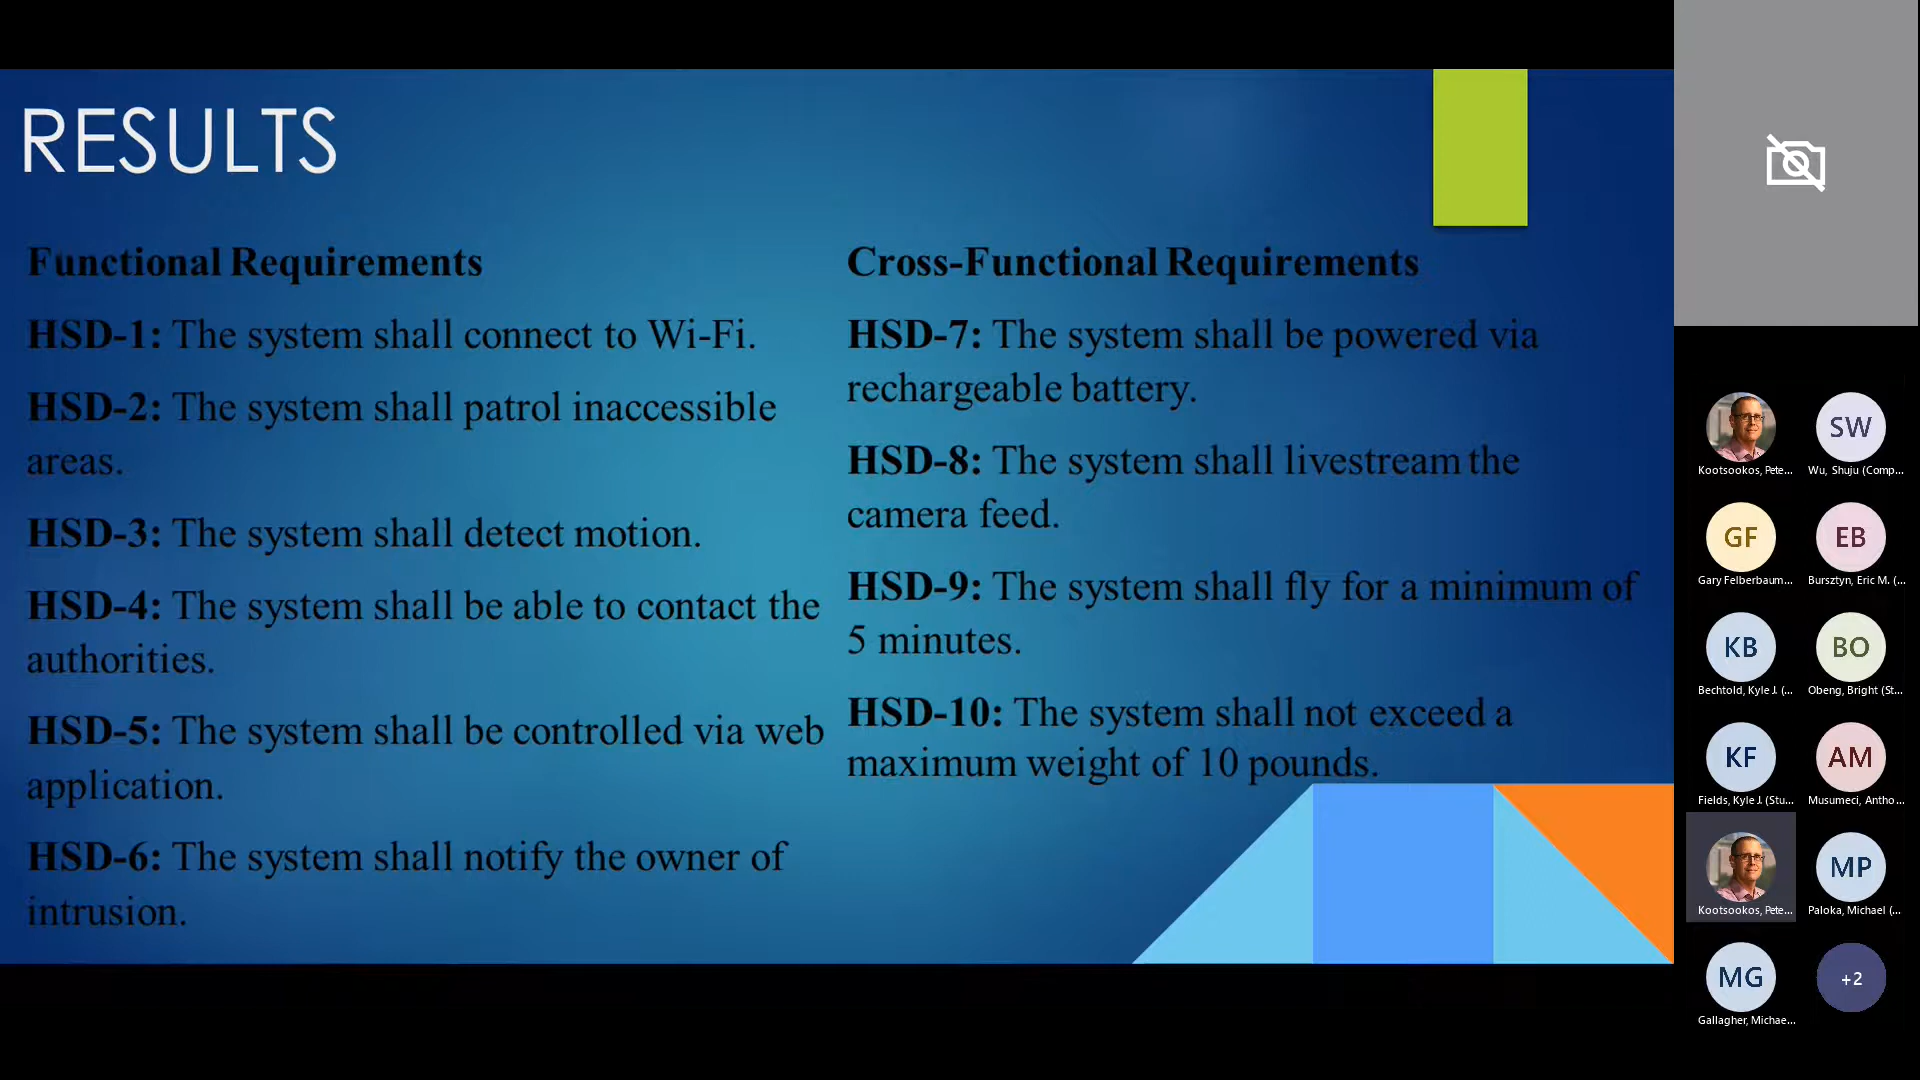 RESULTS
Functional Requirements
HSD-1: The system shall connect to Wi-Fi.
HSD-2: The system shall patrol inaccessible
areas.
HSD-3: The system shall detect motion.
HSD-4: The system shall be able to contact the
authorities.
HSD-5: The system shall be controlled via web
application.
HSD-6: The system shall notify the owner of
intrusion.
Cross-Functional Requirements
HSD-7: The system shall be powered via
rechargeable battery.
HSD-8: The system shall livestream the
camera feed.
HSD-9: The system shall fly for a minimum of
5 minutes.
HSD-10: The system shall not exceed a
maximum weight of 10 pounds.
Kootsookos, Pete...
SW
Wu, Shuju (Comp...
GF
Gary Felberbaum...
EB
Bursztyn, Eric M. (...
KB
Bechtold, Kyle J. (...
BO
Obeng, Bright (St...
KF
Fields, Kyle J. (Stu...
AM
Musumeci, Antho...
Kootsookos, Pete...
MP
Paloka, Michael (...
MG
Gallagher, Michae...
+2